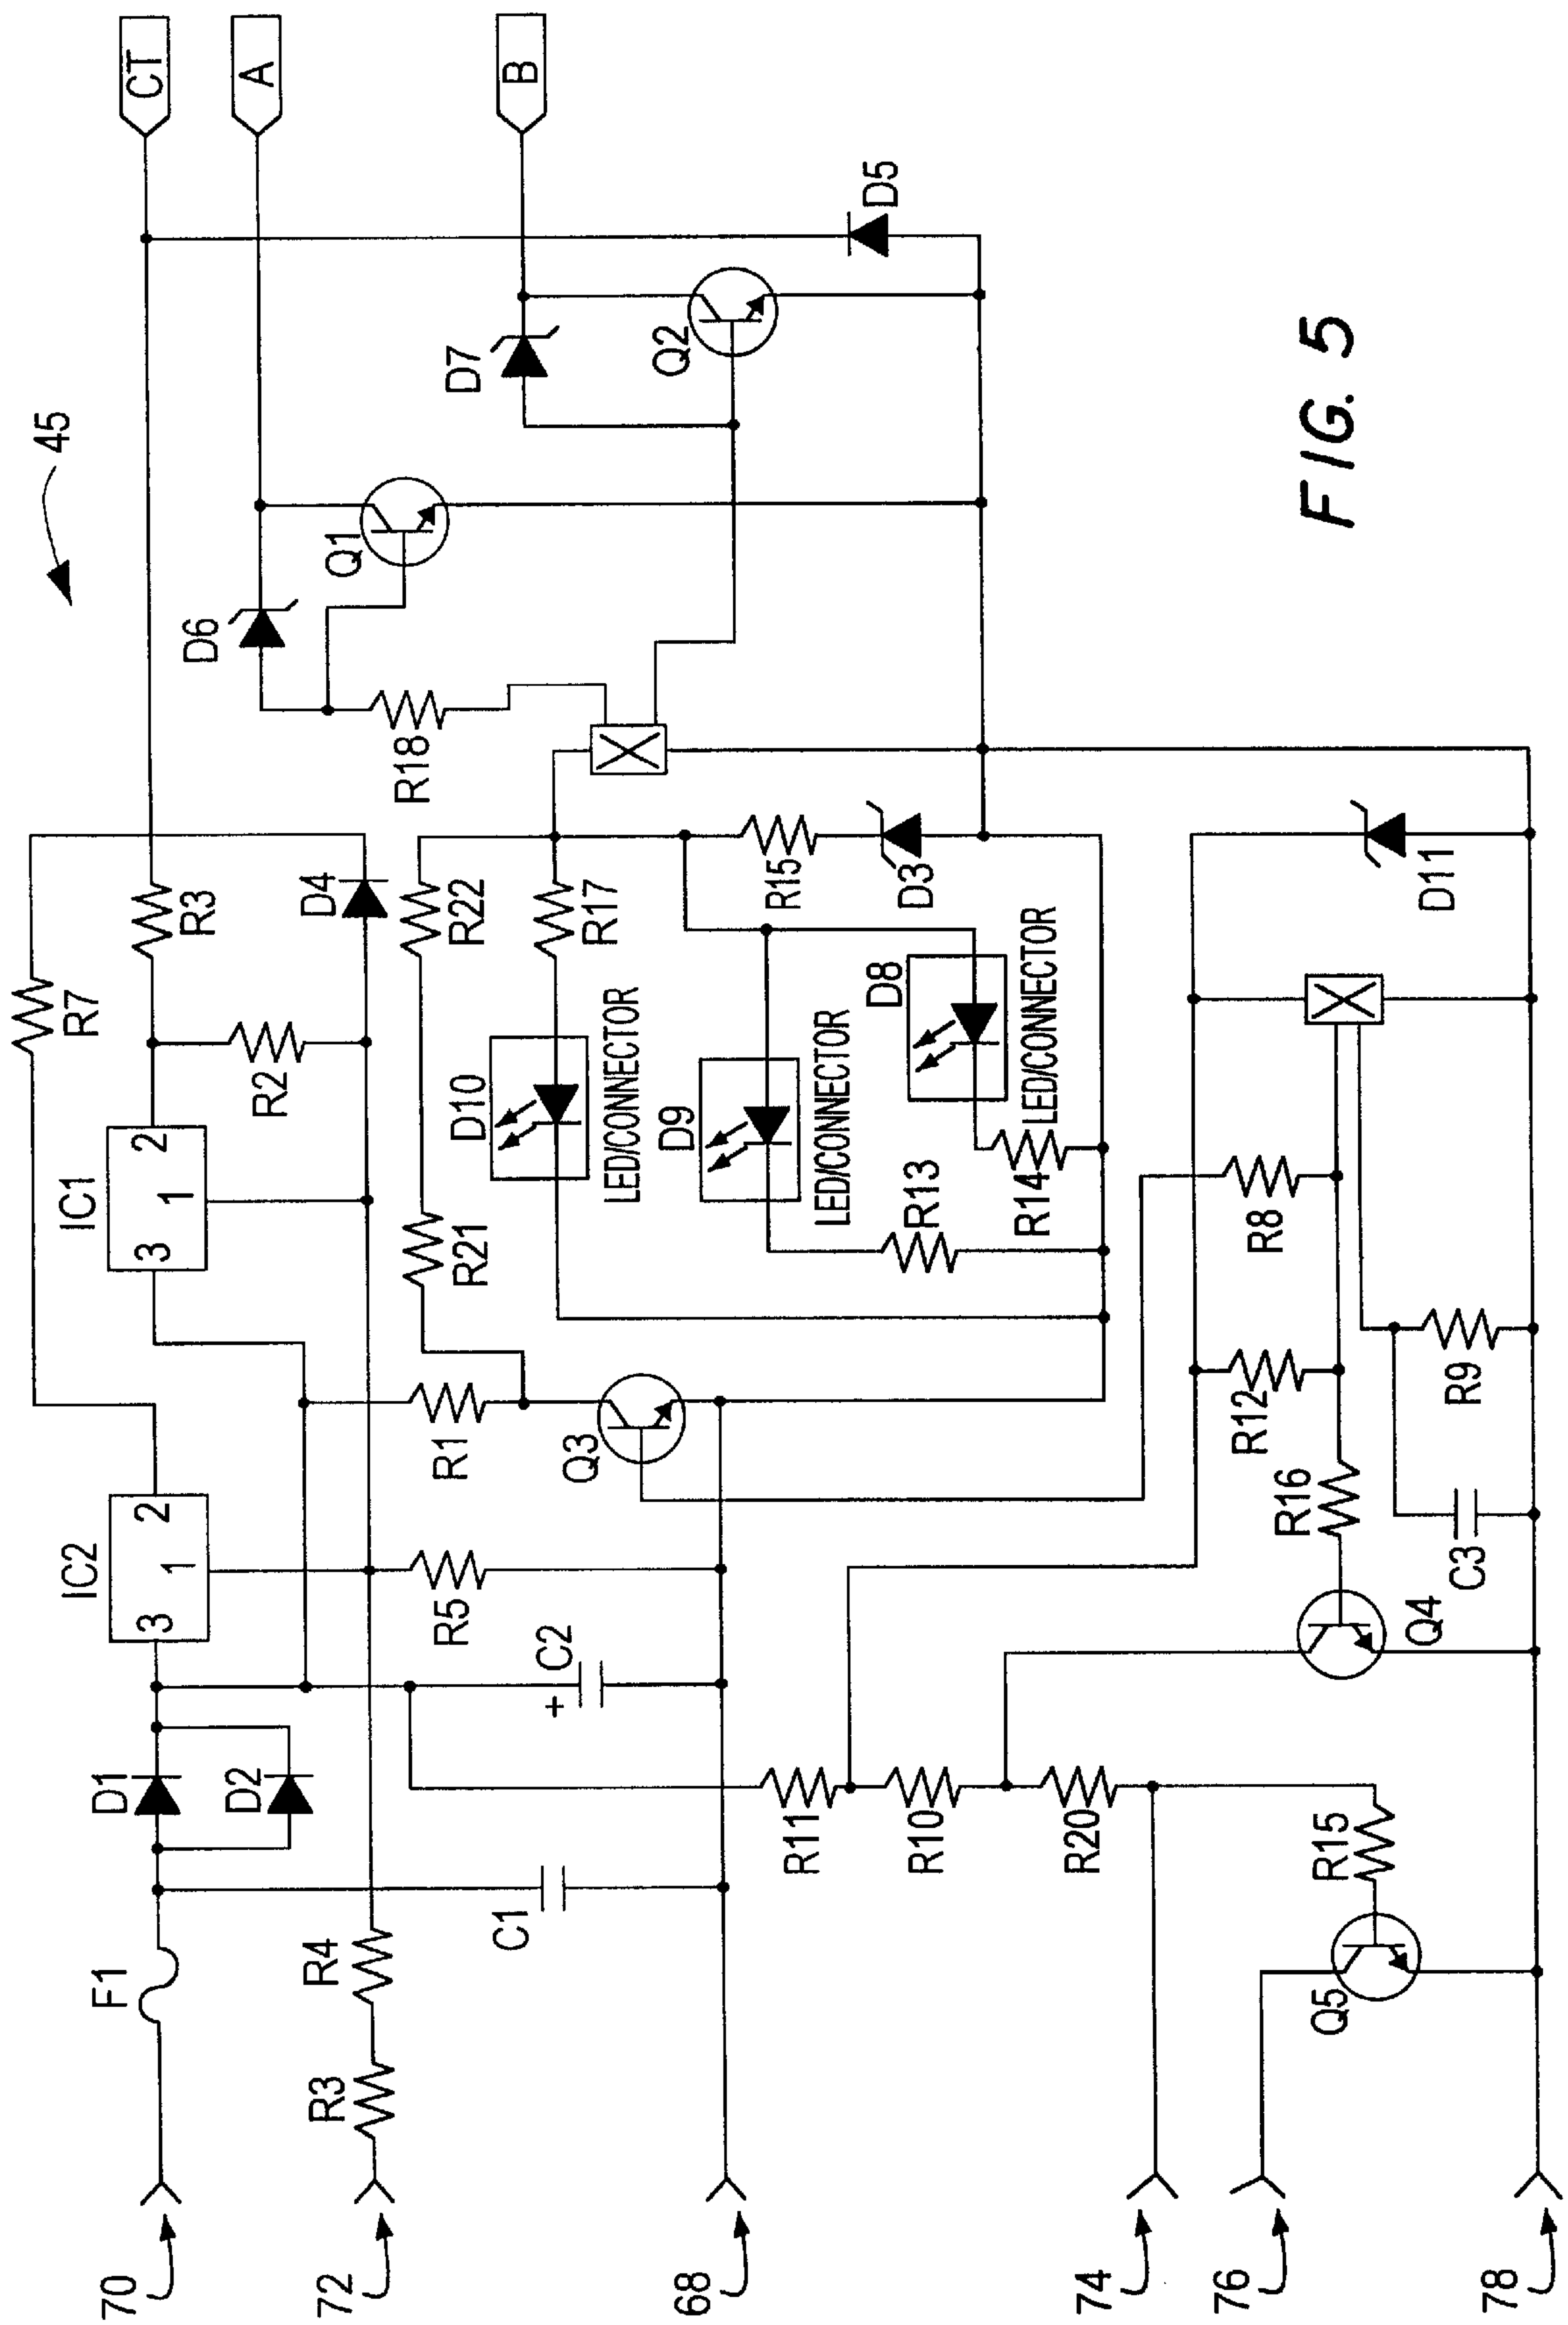 45
CT
A
B
R7
IC2
3
2
1
IC1
3
2
1
R3
R2
D4
D6
Q1
R18
D7
Q2
D5
F1
D1
D2
R3
R4
C1
C2
+
R5
R1
Q3
R21
R22
D10
LED/CONNECTOR
R17
D9
LED/CONNECTOR
R13
D8
LED/CONNECTOR
R14
R15
D3
R11
R10
R20
R15
Q5
Q4
R16
R12
R8
C3
R9
D11
70
72
68
74
76
78
FIG. 5